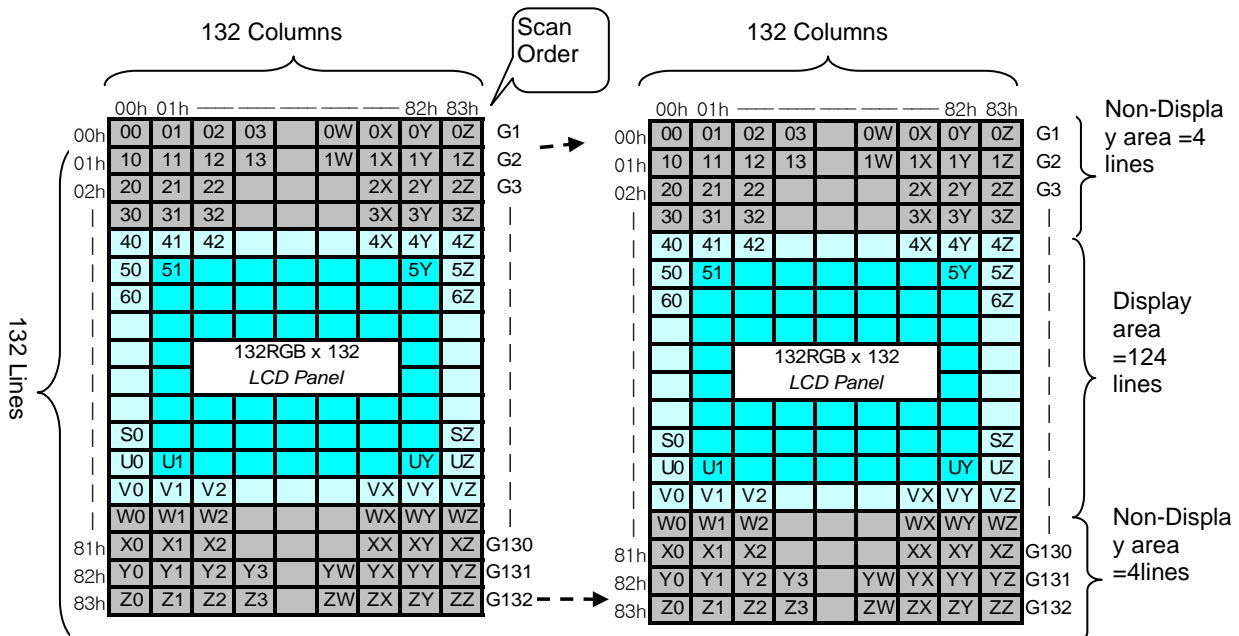 132 Columns
Scan
Order
132 Columns
00h 01h 82h 83h
00h 01h 82h 83h
Non-Displa
y area =4
lines
00h 00 01 02 03 0W 0X 0Y 0Z G1
00h 00 01 02 03 0W 0X 0Y 0Z G1
01h 10 11 12 13 1W 1X 1Y 1Z G2
01h 10 11 12 13 1W 1X 1Y 1Z G2
02h 20 21 22 2X 2Y 2Z G3
02h 20 21 22 2X 2Y 2Z G3
30 31 32 3X 3Y 3Z
30 31 32 3X 3Y 3Z
40 41 42 4X 4Y 4Z
40 41 42 4X 4Y 4Z
50 51 5Y 5Z
50 51 5Y 5Z
60 6Z
60 6Z
Display
area
=124
lines
132 Lines
132RGB x 132
LCD Panel
132RGB x 132
LCD Panel
S0 SZ
S0 SZ
U0 U1 UY UZ
U0 U1 UY UZ
V0 V1 V2 VX VY VZ
V0 V1 V2 VX VY VZ
W0 W1 W2 WX WY WZ
W0 W1 W2 WX WY WZ
81h X0 X1 X2 XX XY XZ G130
81h X0 X1 X2 XX XY XZ G130
82h Y0 Y1 Y2 Y3 YW YX YY YZ G131
82h Y0 Y1 Y2 Y3 YW YX YY YZ G131
83h Z0 Z1 Z2 Z3 ZW ZX ZY ZZ G132
83h Z0 Z1 Z2 Z3 ZW ZX ZY ZZ G132
Non-Displa
y area
=4lines